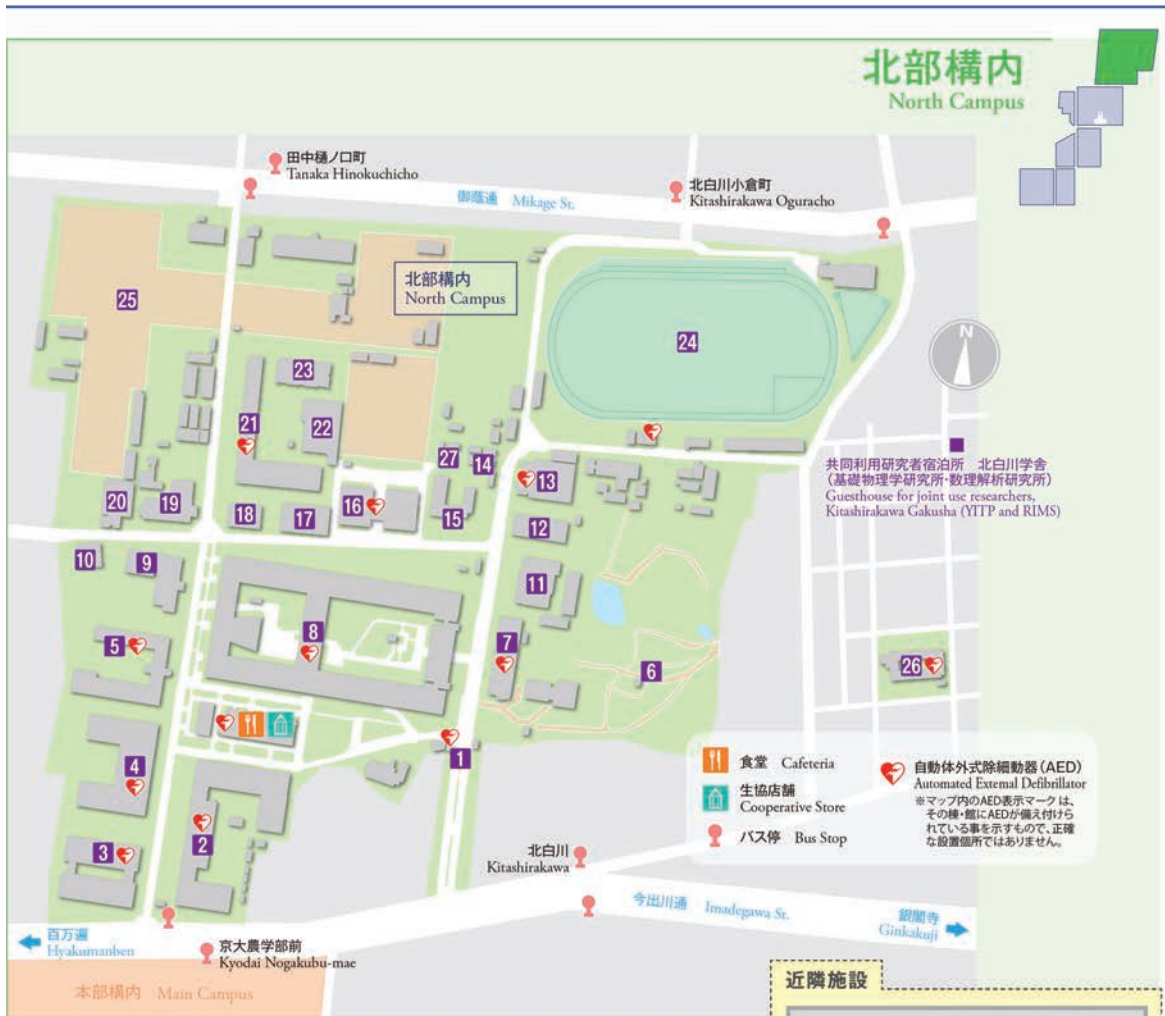 北部構内
North Campus
田中樋ノ口町
Tanaka Hinokuchicho
御蔭通 Mikage St.
北白川小倉町
Kitashirakawa Oguracho
北部構内
North Campus
25
24
N
23
21
22
27
14
13
共同利用研究者宿泊所 北白川学舎
(基礎物理学研究所・数理解析研究所)
Guesthouse for joint use researchers,
Kitashirakawa Gakusha (YITP and RIMS)
20
19
18
17
16
15
12
10
9
11
5
8
7
6
26
4
1
3
2
食堂 Cafeteria
生協店舗
Cooperative Store
バス停 Bus Stop
自動体外式除細動器(AED)
Automated External Defibrillator
※マップ内のAED表示マークは、
その棟・館にAEDが備え付けら
れている事を示すもので、正確
な設置個所ではありません。
北白川
Kitashirakawa
今出川通 Imadegawa St.
銀閣寺
Ginkakuji
百万遍
Hyakumanben
京大農学部前
Kyodai Nogakubu-mae
本部構内 Main Campus
近隣施設